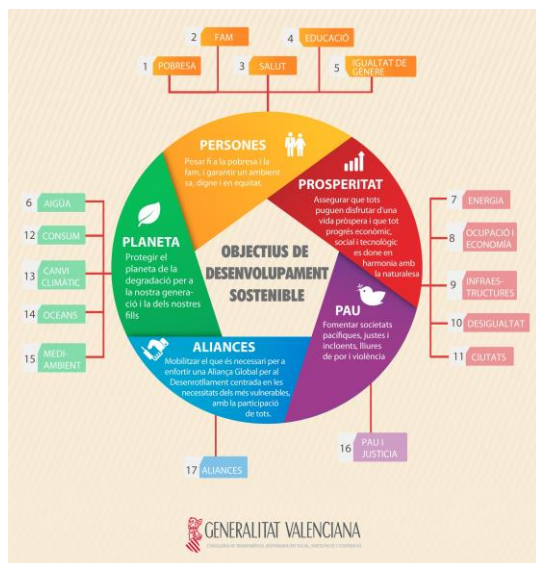 2 FAM
4 EDUCACIÓ
1 POBRESA
3 SALUT
5 IGUALTAT DE
GÈNERE
PERSONES
Posar fi a la pobresa i la
fam, i garantir un ambient
sa, digne i en equitat.
PROSPERITAT
Assegurar que tots
puguen disfrutar d'una
vida pròspera i que tot
progrés econòmic,
social i tecnològic
es done en
harmonia amb
la naturalesa
6 AIGÜA
12 CONSUM
13 CANVI
CLIMÀTIC
14 OCEANS
15 MEDI-
AMBIENT
PLANETA
Protegir el
planeta de la
degradació per a
la nostra genera-
ció i la dels nostres
fills
OBJECTIUS DE
DESENVOLUPAMENT
SOSTENIBLE
7 ENERGIA
8 OCUPACIÓ I
ECONOMÍA
9 INFRAES-
TRUCTURES
10 DESIGUALTAT
11 CIUTATS
PAU
Fomentar societats
pacífiques, justes i
incloents, lliures
de por i violència
ALIANCES
Mobilitzar el que és necessari per a
enfortir una Aliança Global per al
Desenrotllament centrada en les
necessitats dels més vulnerables,
amb la participació
de tots.
16 PAU I
JUSTICIA
17 ALIANCES
GENERALITAT VALENCIANA